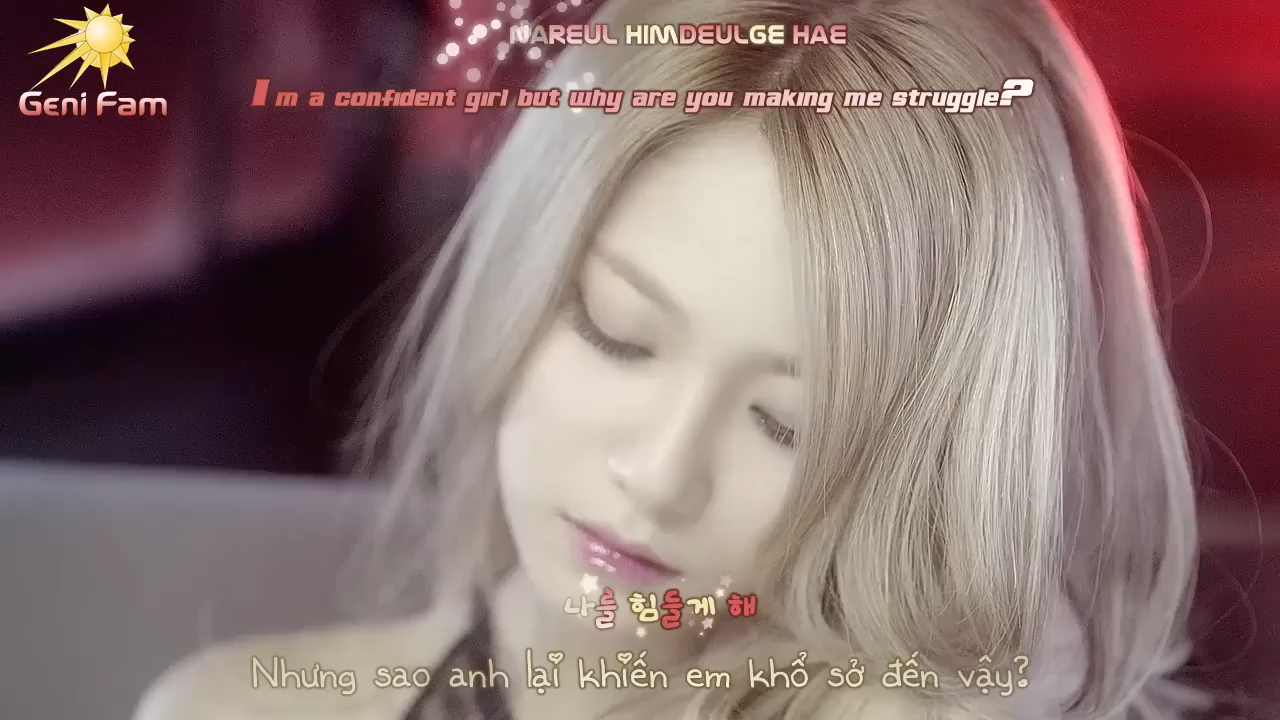 NAREUL HIMDEULGE HAE
Geni Fam
I m a confident girl but why are you making me struggle?
나를 힘들게 해
Nhưng sao anh lại khiến em khổ sở đến vậy?